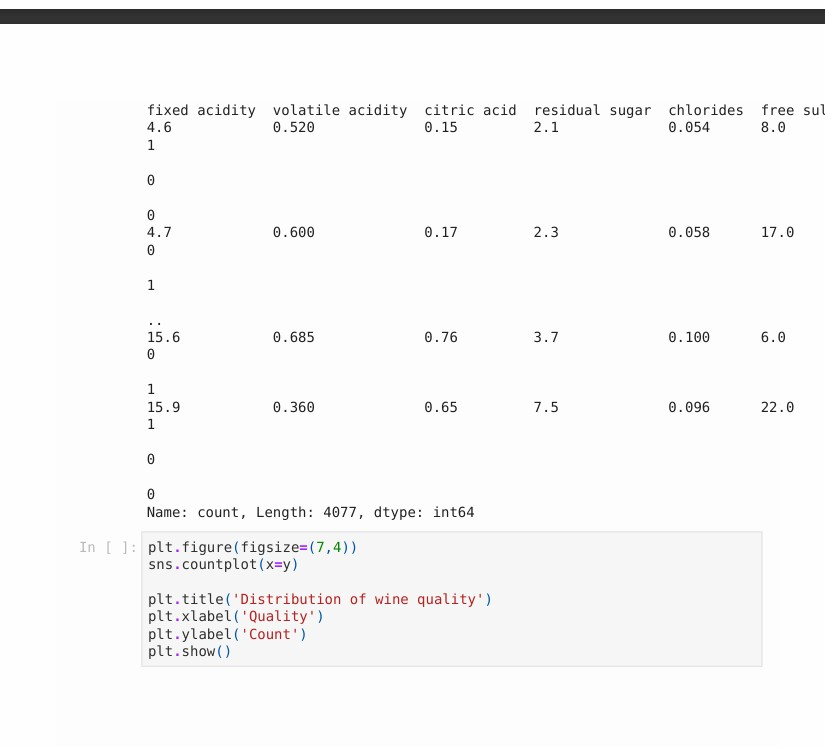 fixed acidity  volatile acidity  citric acid  residual sugar  chlorides  free sul
4.6            0.520             0.15         2.1             0.054      8.0
1
0
0
4.7            0.600             0.17         2.3             0.058      17.0
0
1
..
15.6           0.685             0.76         3.7             0.100      6.0
0
1
15.9           0.360             0.65         7.5             0.096      22.0
1
0
0
Name: count, Length: 4077, dtype: int64
In [ ]: plt.figure(figsize=(7,4))
sns.countplot(x=y)
plt.title('Distribution of wine quality')
plt.xlabel('Quality')
plt.ylabel('Count')
plt.show()